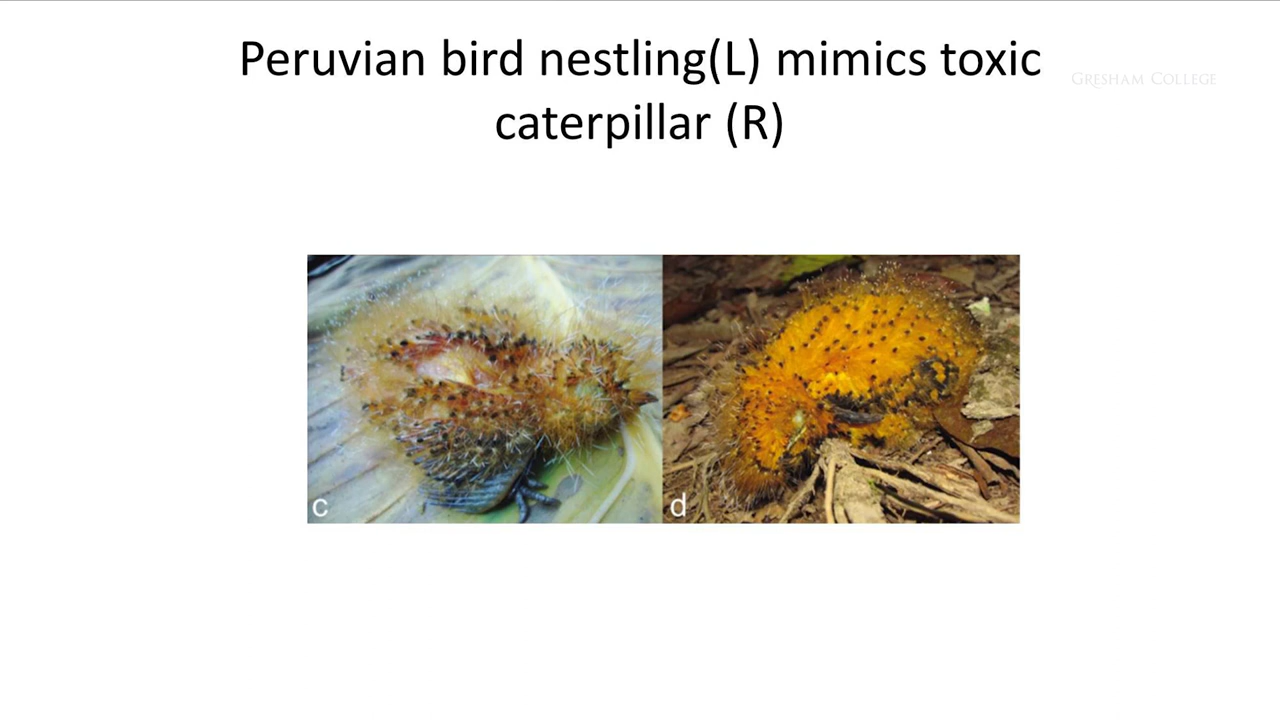 Peruvian bird nestling(L) mimics toxic
caterpillar (R)
GRESHAM COLLEGE
c
d